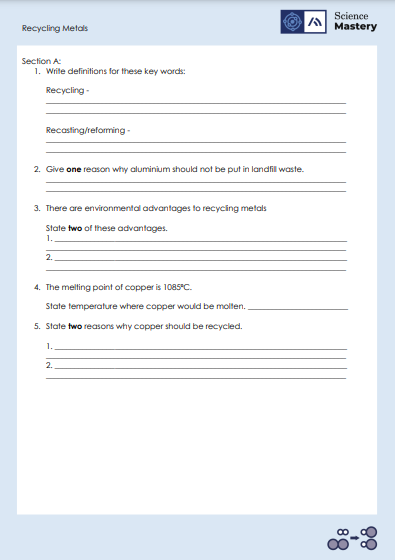 Recycling Metals
Science
Mastery
Section A:
1. Write definitions for these key words:
Recycling -
Recasting/reforming -
2. Give one reason why aluminium should not be put in landfill waste.
3. There are environmental advantages to recycling metals
State two of these advantages.
1.
2.
4. The melting point of copper is 1085°C.
State temperature where copper would be molten.
5. State two reasons why copper should be recycled.
1.
2.